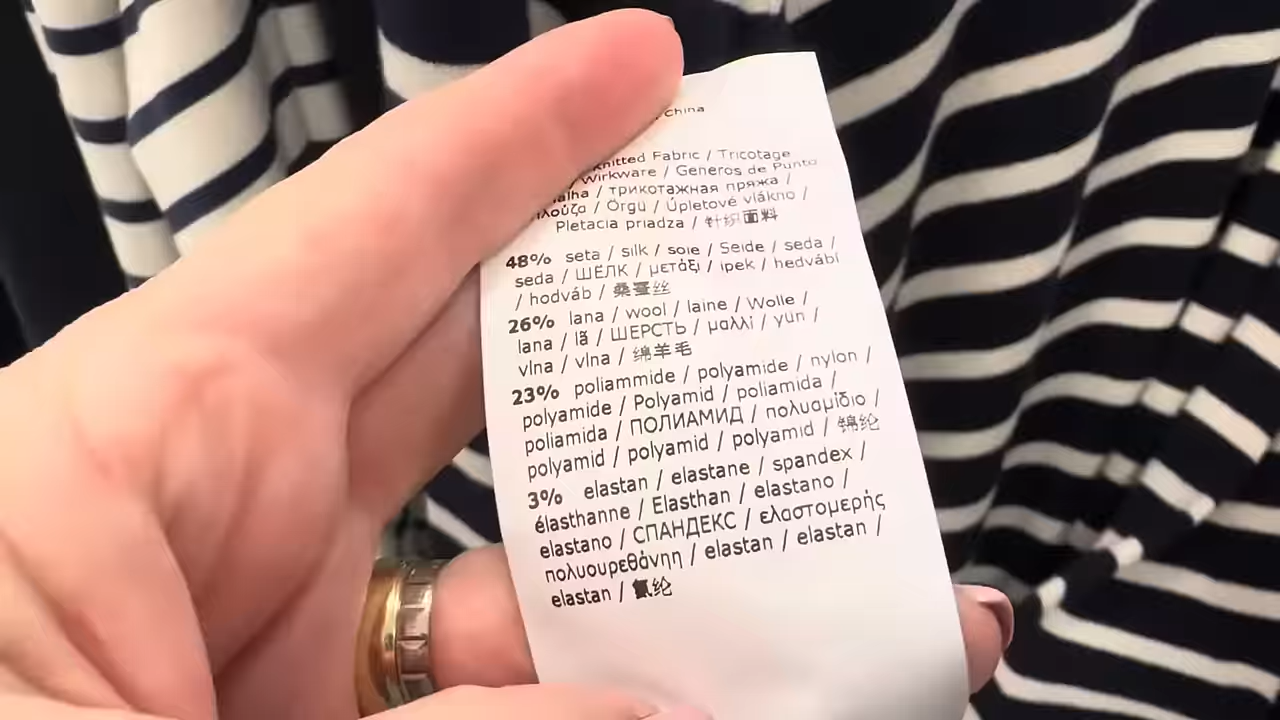 China
Knitted Fabric / Tricotage
/ Wirkware / Generos de Punto
/ трикотажная пряжа /
/ Örgü / Úpletové vlákno /
Pletacia priadza / 针织面料
48% seta / silk / soie / Seide / seda /
seda / ШЕЛК / μετάξι / ipek / hedvábí
/ hodváb / 桑蚕丝
26% lana / wool / laine / Wolle /
lana / lã / ШЕРСТЬ / μαλλί / yün /
vlna / vlna / 绵羊毛
23% poliammide / polyamide / nylon /
polyamide / Polyamid / poliamida /
poliamida / ПОЛИАМИД / πολυαμίδιο /
polyamid / polyamid / polyamid / 锦纶
3% elastan / elastane / spandex /
élasthanne / Elasthan / elastano /
elastano / СПАНДЕКС / ελαστομερής
πολυουρεθάνηη / elastan / elastan /
elastan / 氨纶